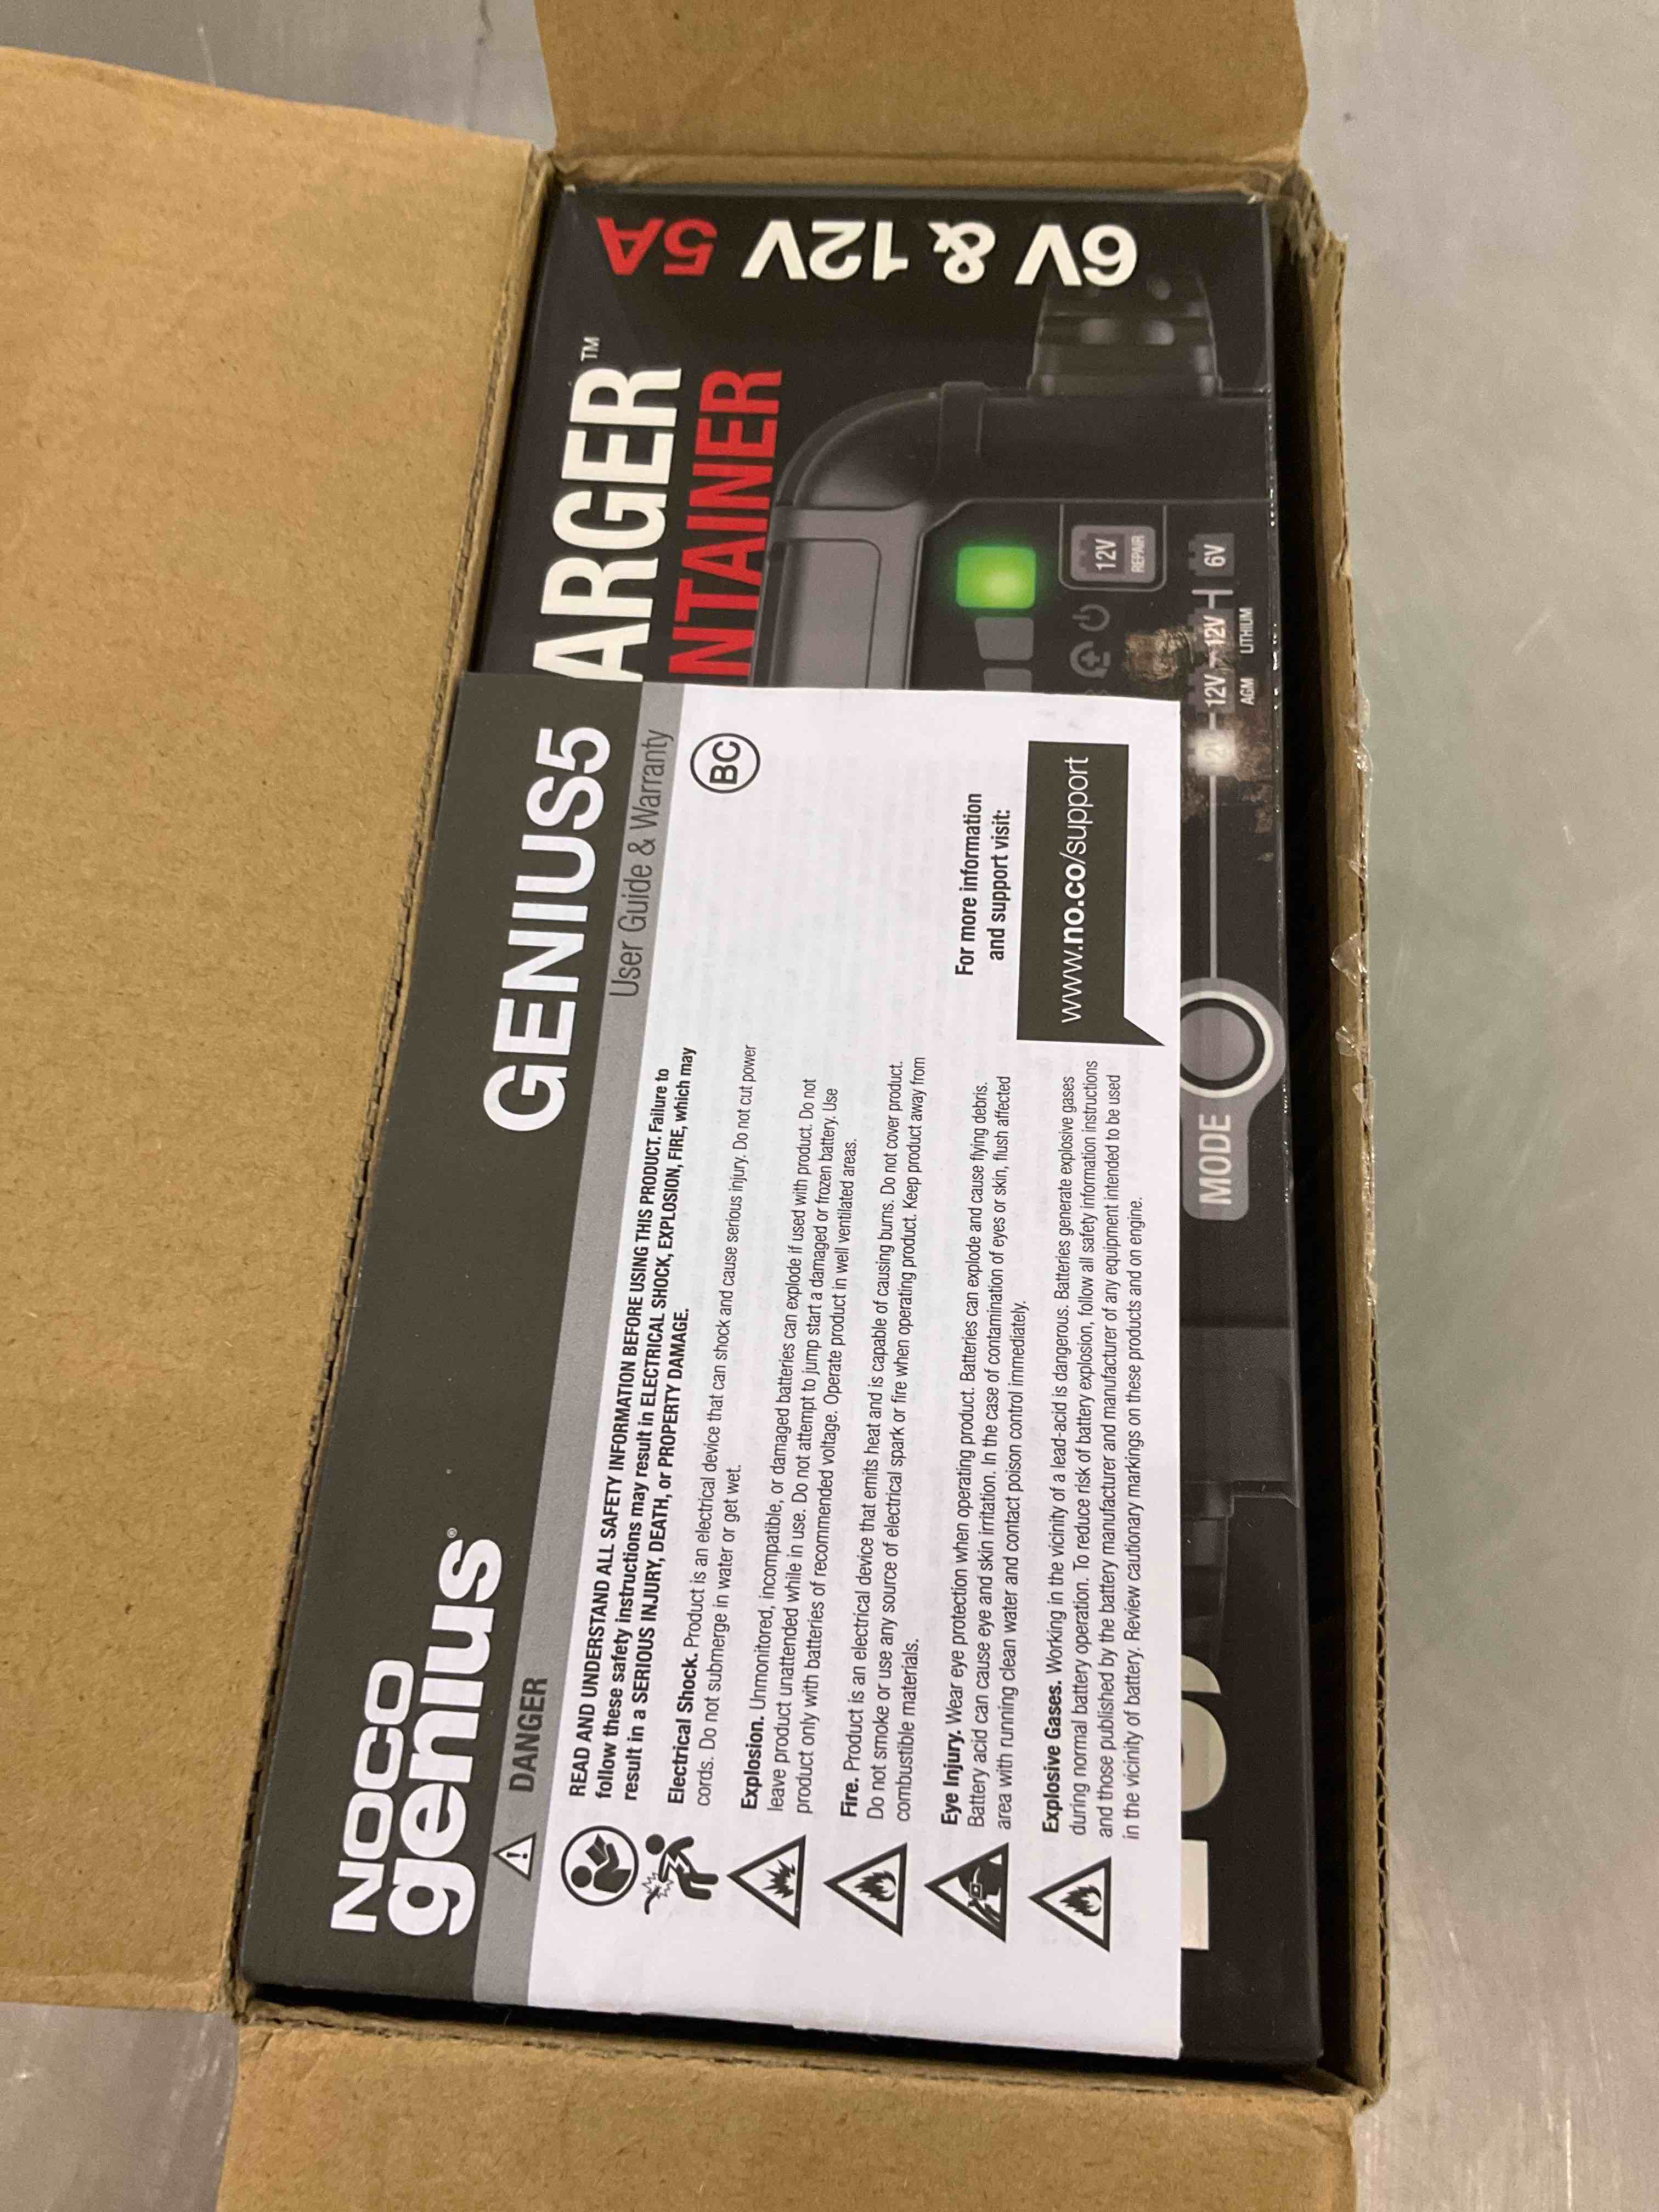 NOCO
genius®
GENIUS5
DANGER
User Guide & Warranty
READ AND UNDERSTAND ALL SAFETY INFORMATION BEFORE USING THIS PRODUCT. Failure to
follow these safety instructions may result in ELECTRICAL SHOCK, EXPLOSION, FIRE, which may
result in a SERIOUS INJURY, DEATH, or PROPERTY DAMAGE.
BC
Electrical Shock. Product is an electrical device that can shock and cause serious injury. Do not cut power
cords. Do not submerge in water or get wet.
Explosion. Unmonitored, incompatible, or damaged batteries can explode if used with product. Do not
leave product unattended while in use. Do not attempt to jump start a damaged or frozen battery. Use
product only with batteries of recommended voltage. Operate product in well ventilated areas.
Fire. Product is an electrical device that emits heat and is capable of causing burns. Do not cover product.
Do not smoke or use any source of electrical spark or fire when operating product. Keep product away from
combustible materials.
Eye Injury. Wear eye protection when operating product. Batteries can explode and cause flying debris.
Battery acid can cause eye and skin irritation. In the case of contamination of eyes or skin, flush affected
area with running clean water and contact poison control immediately.
Explosive Gases. Working in the vicinity of a lead-acid is dangerous. Batteries generate explosive gases
during normal battery operation. To reduce risk of battery explosion, follow all safety information instructions
and those published by the battery manufacturer and manufacturer of any equipment intended to be used
in the vicinity of battery. Review cautionary markings on these products and on engine.
For more information
and support visit:
www.no.co/support
ARGER™
NTAINER
6V & 12V 5A
12V
REPAIR
MODE
12V
12V
6V
AGM
LITHIUM